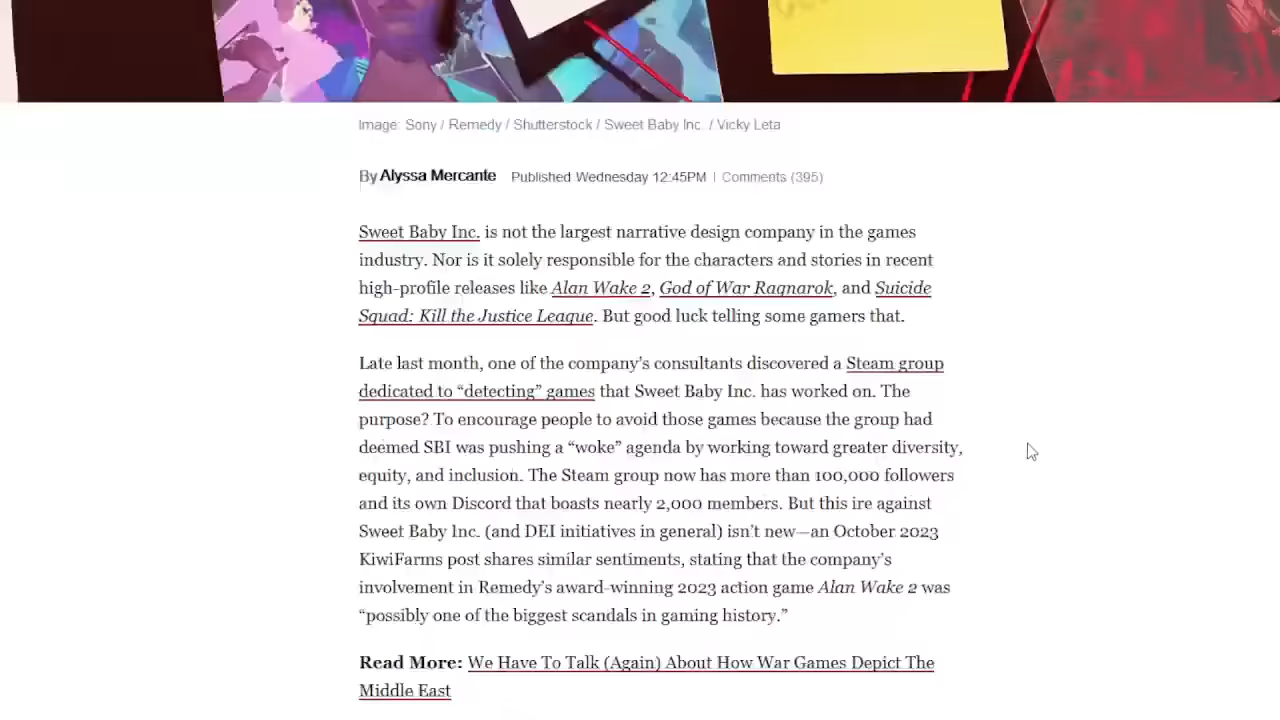 Image: Sony / Remedy / Shutterstock / Sweet Baby Inc. / Vicky Leta
By Alyssa Mercante Published Wednesday 12:45PM | Comments (395)
Sweet Baby Inc. is not the largest narrative design company in the games
industry. Nor is it solely responsible for the characters and stories in recent
high-profile releases like Alan Wake 2, God of War Ragnarok, and Suicide
Squad: Kill the Justice League. But good luck telling some gamers that.
Late last month, one of the company’s consultants discovered a Steam group
dedicated to “detecting” games that Sweet Baby Inc. has worked on. The
purpose? To encourage people to avoid those games because the group had
deemed SBI was pushing a “woke” agenda by working toward greater diversity,
equity, and inclusion. The Steam group now has more than 100,000 followers
and its own Discord that boasts nearly 2,000 members. But this ire against
Sweet Baby Inc. (and DEI initiatives in general) isn’t new—an October 2023
KiwiFarms post shares similar sentiments, stating that the company’s
involvement in Remedy’s award-winning 2023 action game Alan Wake 2 was
“possibly one of the biggest scandals in gaming history.”
Read More: We Have To Talk (Again) About How War Games Depict The
Middle East